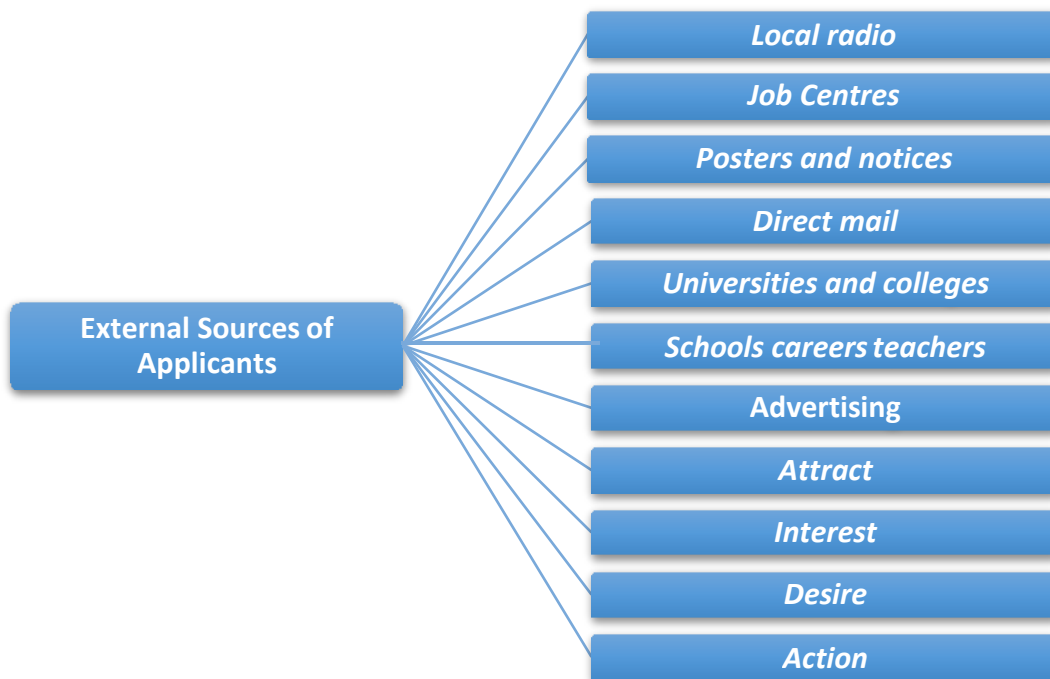 External Sources of
Applicants
Local radio
Job Centres
Posters and notices
Direct mail
Universities and colleges
Schools careers teachers
Advertising
Attract
Interest
Desire
Action